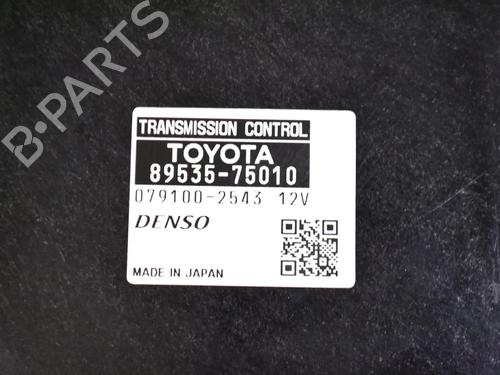 B-PARTS
TRANSMISSION CONTROL
TOYOTA
89535-75010
079100-2543 12V
DENSO
MADE IN JAPAN